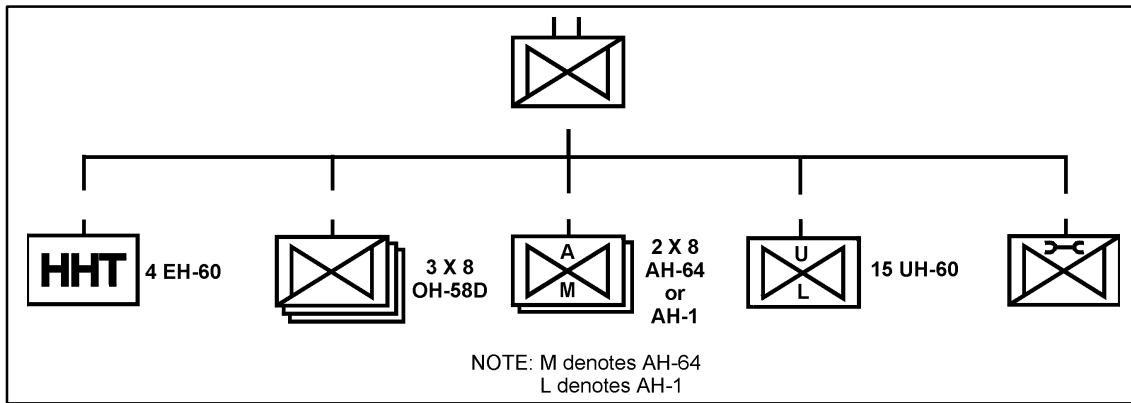 HHT
4 EH-60
3 X 8
OH-58D
A
M
2 X 8
AH-64
or
AH-1
U
L
15 UH-60
NOTE: M denotes AH-64
L denotes AH-1